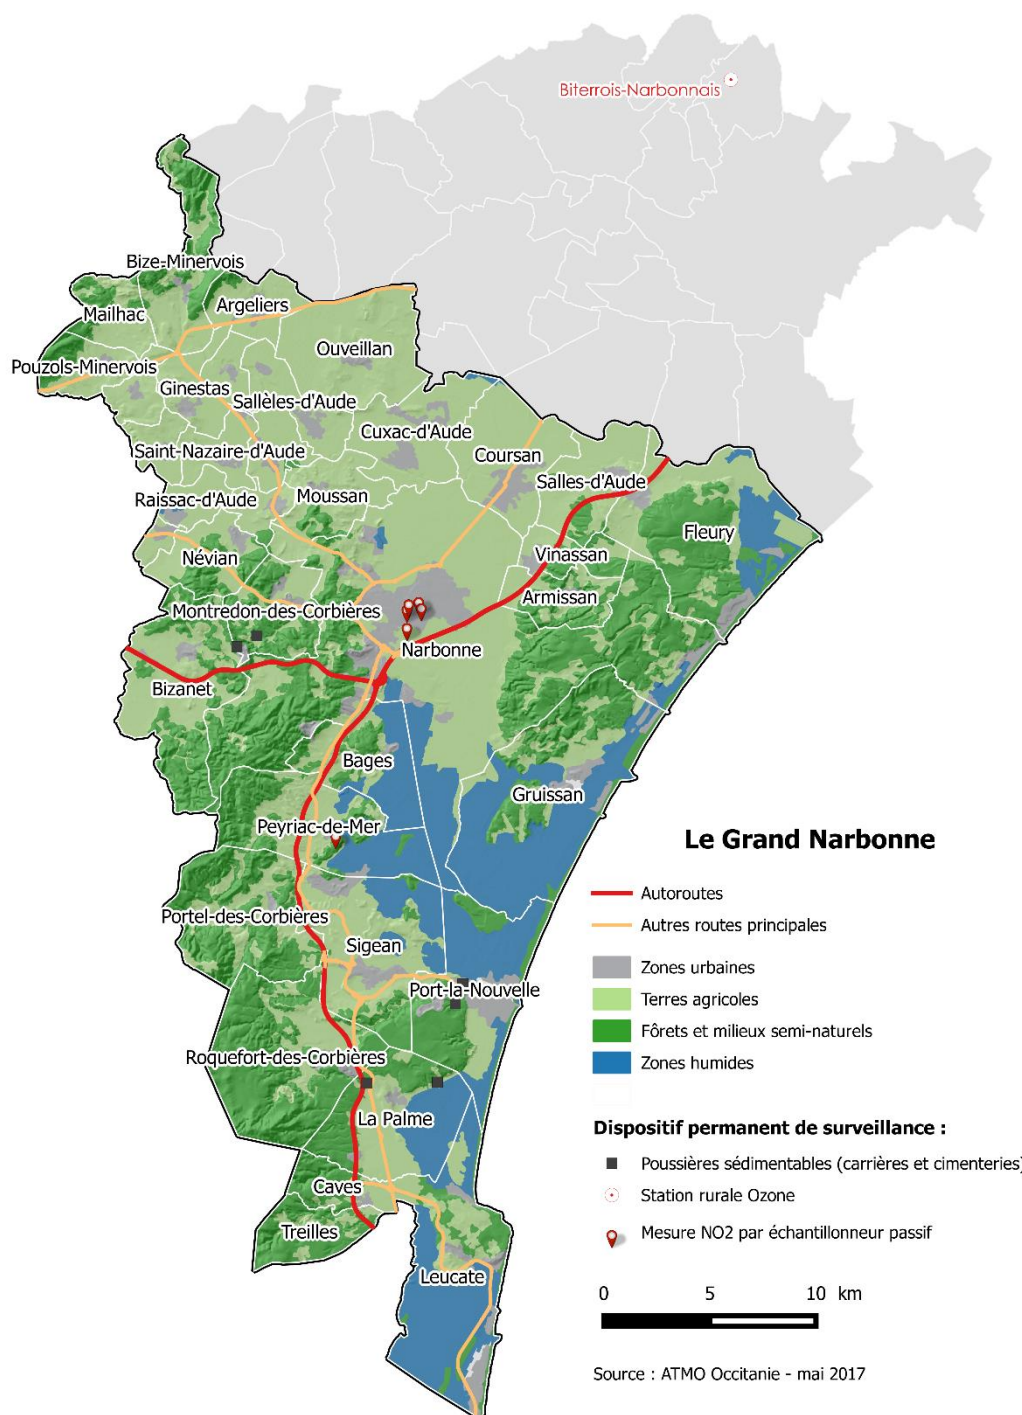 Biterrois-Narbonnais
Bize-Minervois
Argeliers
Mailhac
Ouveillan
Pouzols-Minervois
Ginestas
Sallèles-d'Aude
Cuxac-d'Aude
Saint-Nazaire-d'Aude
Coursan
Salles-d'Aude
Raissac-d'Aude
Moussan
Fleury
Névian
Vinassan
Armissan
Montredon-des-Corbières
Narbonne
Bizanet
Bages
Gruissan
Peyriac-de-Mer
Portel-des-Corbières
Sigean
Port-la-Nouvelle
Roquefort-des-Corbières
La Palme
Caves
Treilles
Leucate
Le Grand Narbonne
Autoroutes
Autres routes principales
Zones urbaines
Terres agricoles
Fôrets et milieux semi-naturels
Zones humides
Dispositif permanent de surveillance :
Poussières sédimentables (carrières et cimenteries)
Station rurale Ozone
Mesure NO2 par échantillonneur passif
0 5 10 km
Source : ATMO Occitanie - mai 2017